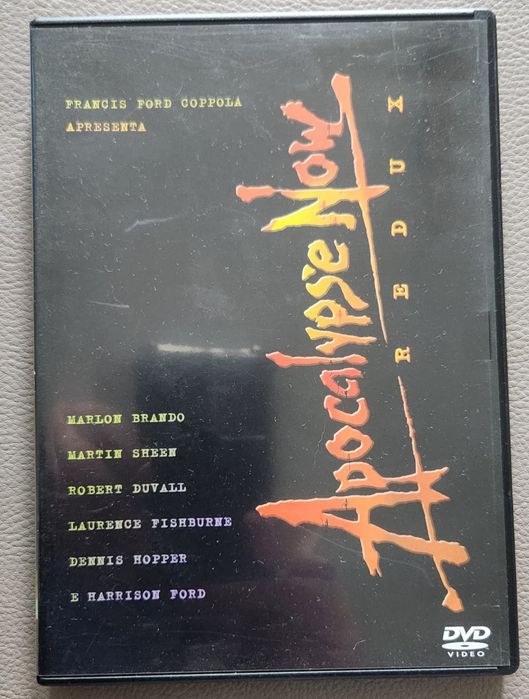 FRANCIS FORD COPPOLA
APRESENTA
Apocalypse Now
REDUX
MARLON BRANDO
MARTIN SHEEN
ROBERT DUVALL
LAURENCE FISHBURNE
DENNIS HOPPER
E HARRISON FORD
DVD
VIDEO